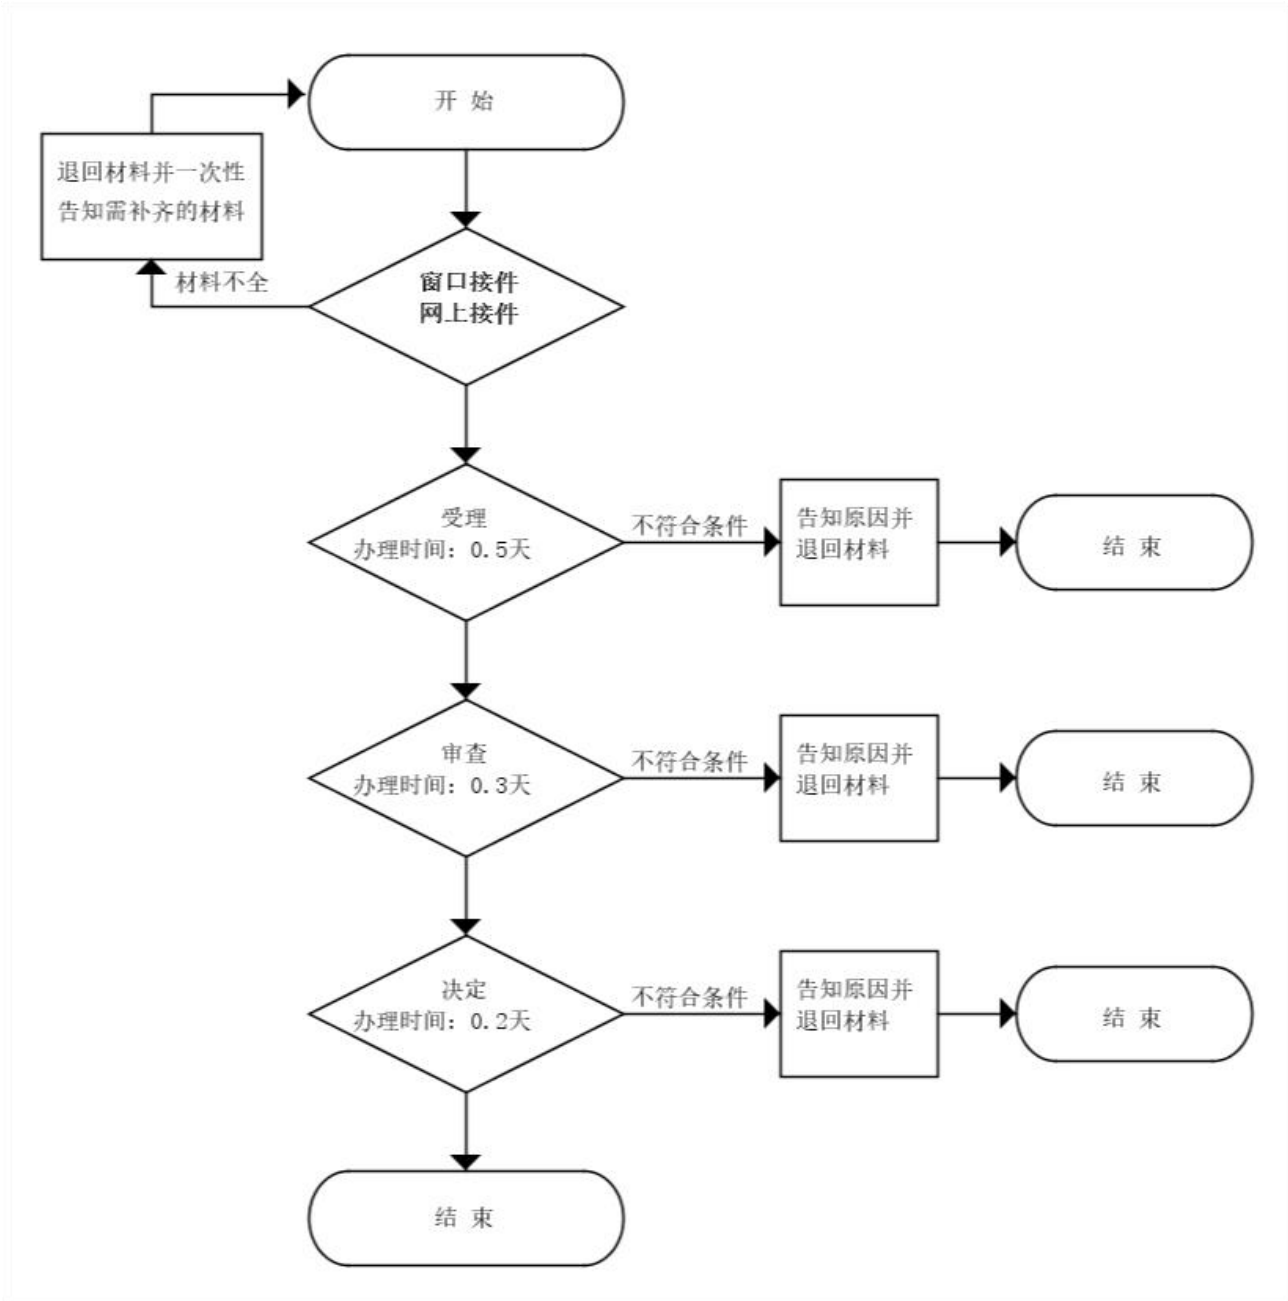 开 始
退回材料并一次性
告知需补齐的材料
材料不全
窗口接件
网上接件
受理
办理时间：0.5天
不符合条件
告知原因并
退回材料
结 束
审查
办理时间：0.3天
不符合条件
告知原因并
退回材料
结 束
决定
办理时间：0.2天
不符合条件
告知原因并
退回材料
结 束
结 束